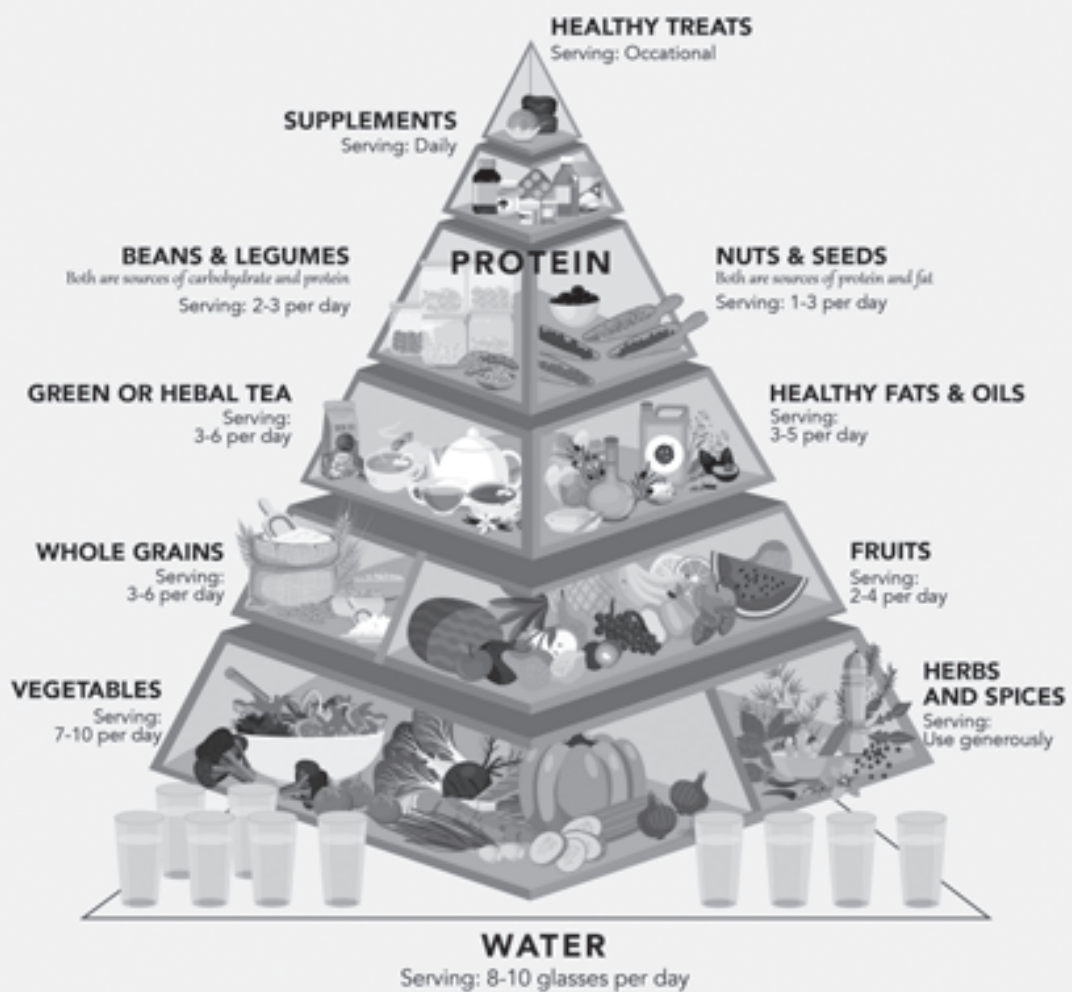 HEALTHY TREATS
Serving: Occational
SUPPLEMENTS
Serving: Daily
PROTEIN
BEANS & LEGUMES
Both are sources of carbohydrate and protein
Serving: 2-3 per day
NUTS & SEEDS
Both are sources of protein and fat
Serving: 1-3 per day
GREEN OR HEBAL TEA
Serving:
3-6 per day
HEALTHY FATS & OILS
Serving:
3-5 per day
WHOLE GRAINS
Serving:
3-6 per day
FRUITS
Serving:
2-4 per day
VEGETABLES
Serving:
7-10 per day
HERBS
AND SPICES
Serving:
Use generously
WATER
Serving: 8-10 glasses per day